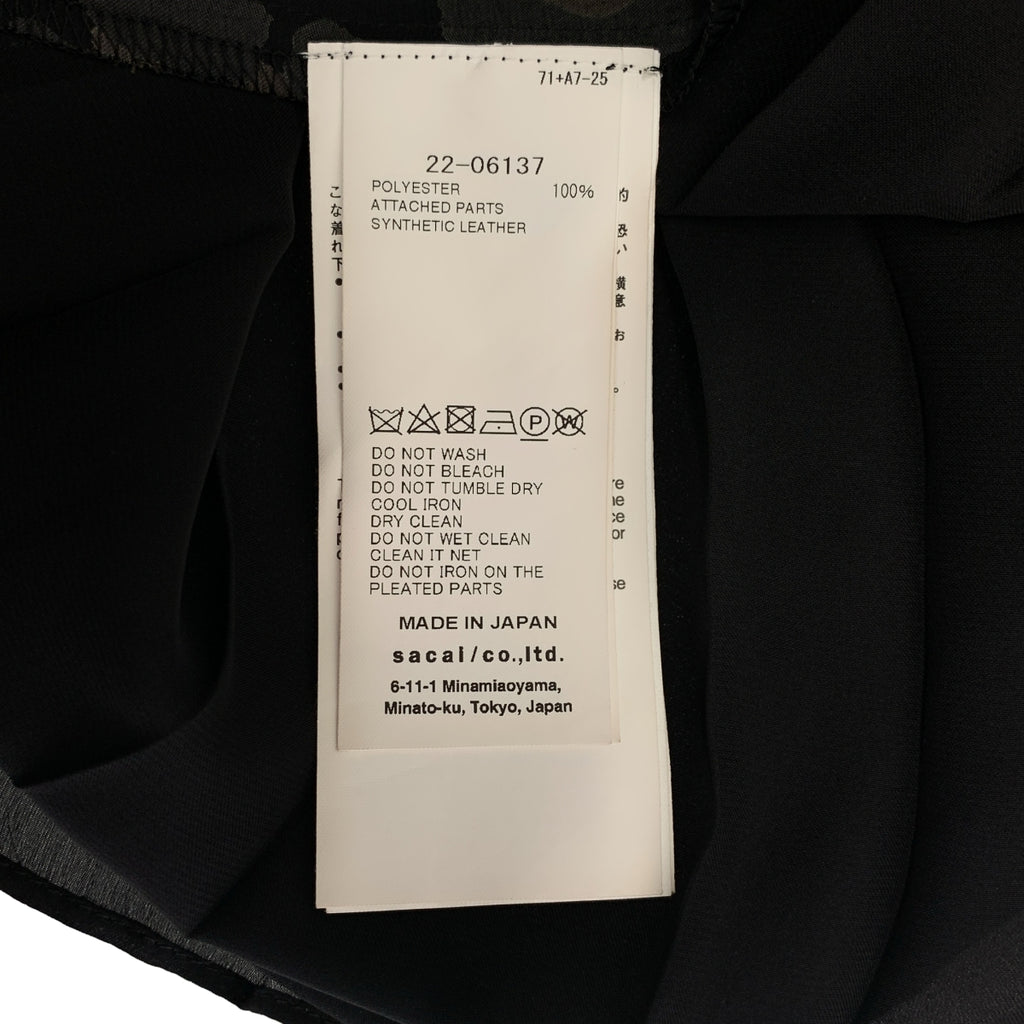 71+A7-25
22-06137
POLYESTER 100%
ATTACHED PARTS
SYNTHETIC LEATHER
DO NOT WASH
DO NOT BLEACH
DO NOT TUMBLE DRY
COOL IRON
DRY CLEAN
DO NOT WET CLEAN
CLEAN IT NET
DO NOT IRON ON THE
PLEATED PARTS
MADE IN JAPAN
sacai/co.,ltd.
6-11-1 Minamiaoyama,
Minato-ku, Tokyo, Japan